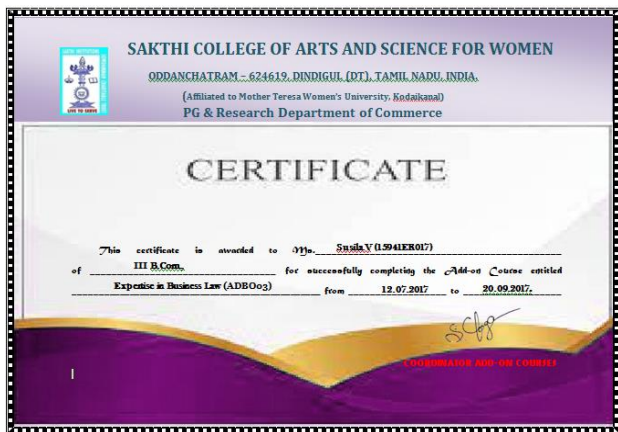 SAKTHI COLLEGE OF ARTS AND SCIENCE FOR WOMEN
ODDANCHATRAM – 624619, DINDIGUL (DT), TAMIL NADU, INDIA.
(Affiliated to Mother Teresa Women's University, Kodaikanal)
PG & Research Department of Commerce
LIVE TO SERVE
CERTIFICATE
This certificate is awarded to Ms. Susila V (15941ER017)
of III B.Com., for successfully completing the Add-on Course entitled
Expertise in Business Law (ADBO03) from 12.07.2017 to 20.09.2017.
COORDINATOR ADD-ON COURSES